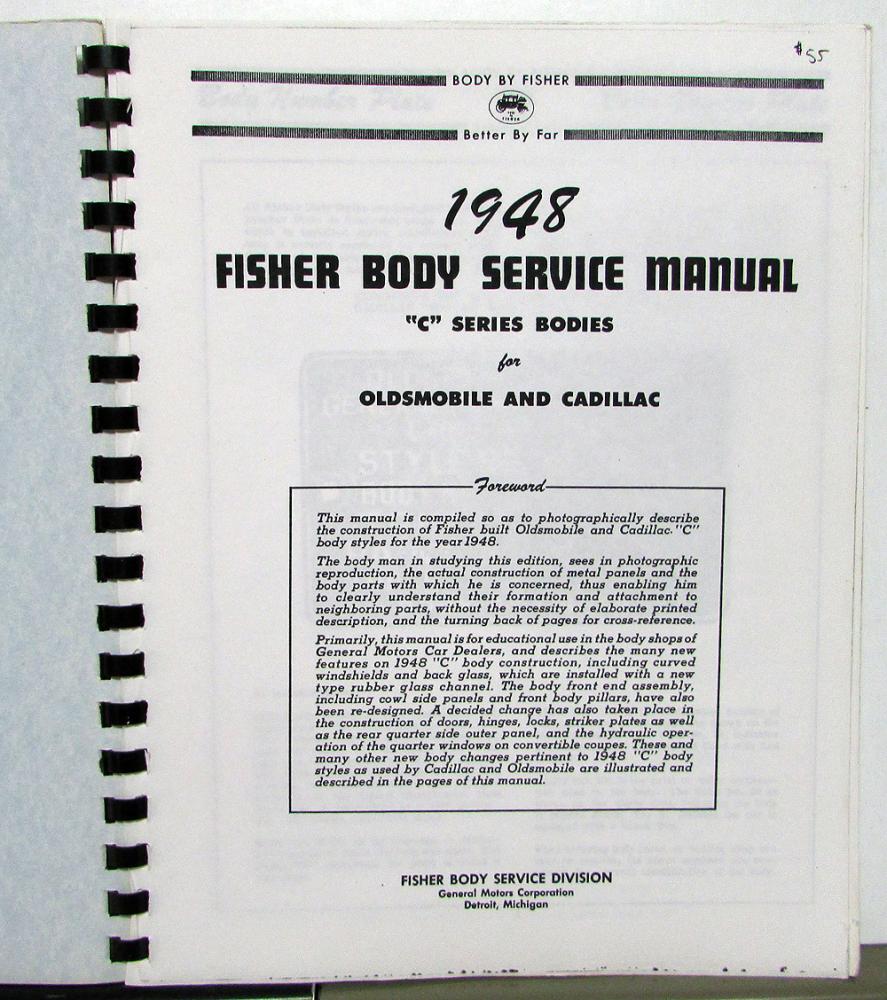 $55
BODY BY FISHER
Better By Far
1948
FISHER BODY SERVICE MANUAL
"C" SERIES BODIES
for
OLDSMOBILE AND CADILLAC
Foreword
This manual is compiled so as to photographically describe
the construction of Fisher built Oldsmobile and Cadillac "C"
body styles for the year 1948.
The body man in studying this edition, sees in photographic
reproduction, the actual construction of metal panels and the
body parts with which he is concerned, thus enabling him
to clearly understand their formation and attachment to
neighboring parts, without the necessity of elaborate printed
description, and the turning back of pages for cross-reference.
Primarily, this manual is for educational use in the body shops of
General Motors Car Dealers, and describes the many new
features on 1948 "C" body construction, including curved
windshields and back glass, which are installed with a new
type rubber glass channel. The body front end assembly,
including cowl side panels and front body pillars, have also
been re-designed. A decided change has also taken place in
the construction of doors, hinges, locks, striker plates as well
as the rear quarter side outer panel, and the hydraulic oper-
ation of the quarter windows on convertible coupes. These and
many other new body changes pertinent to 1948 "C" body
styles as used by Cadillac and Oldsmobile are illustrated and
described in the pages of this manual.
FISHER BODY SERVICE DIVISION
General Motors Corporation
Detroit, Michigan